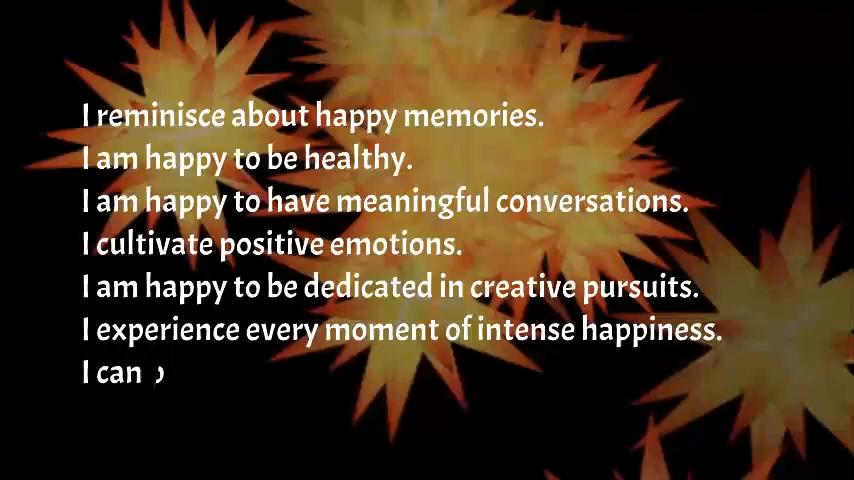 I reminisce about happy memories.
I am happy to be healthy.
I am happy to have meaningful conversations.
I cultivate positive emotions.
I am happy to be dedicated in creative pursuits.
I experience every moment of intense happiness.
I can